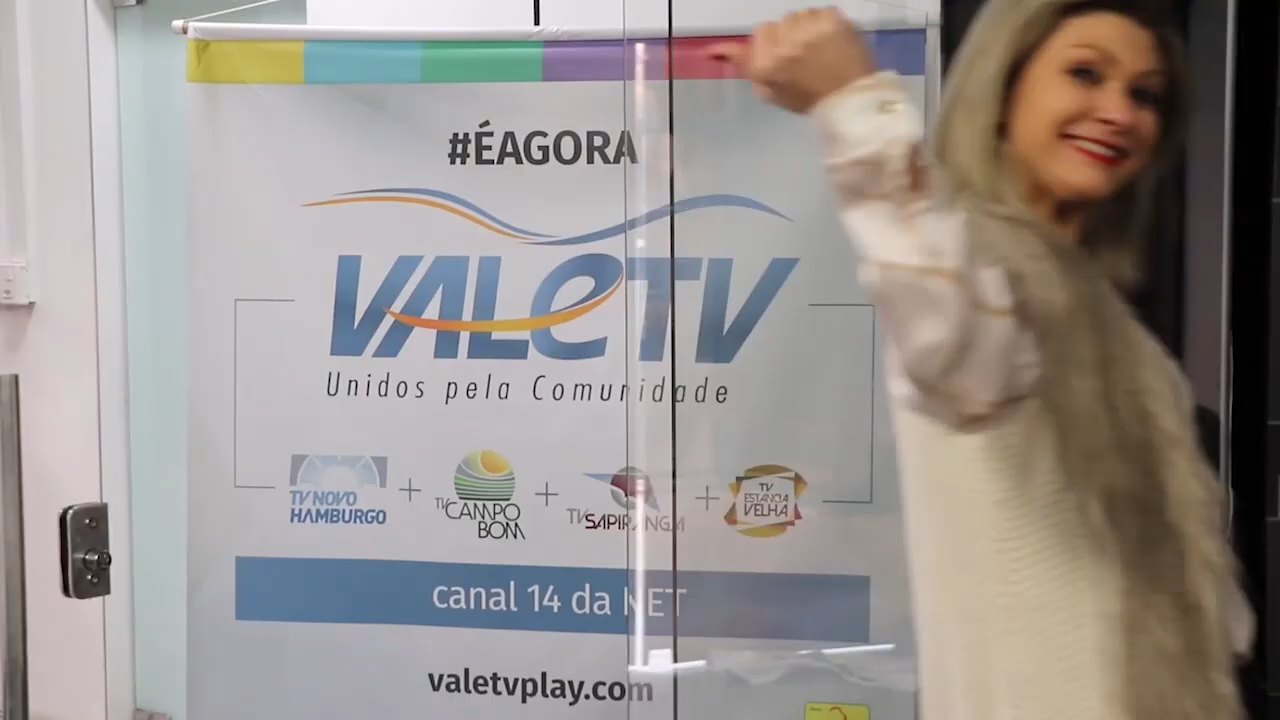 #ÉAGORA
VALeTV
Unidos pela Comunidade
TV NOVO HAMBURGO + TV CAMPO BOM + TV SAPIRANGA + TV ESTÂNCIA VELHA
canal 14 da NET
valetvplay.com